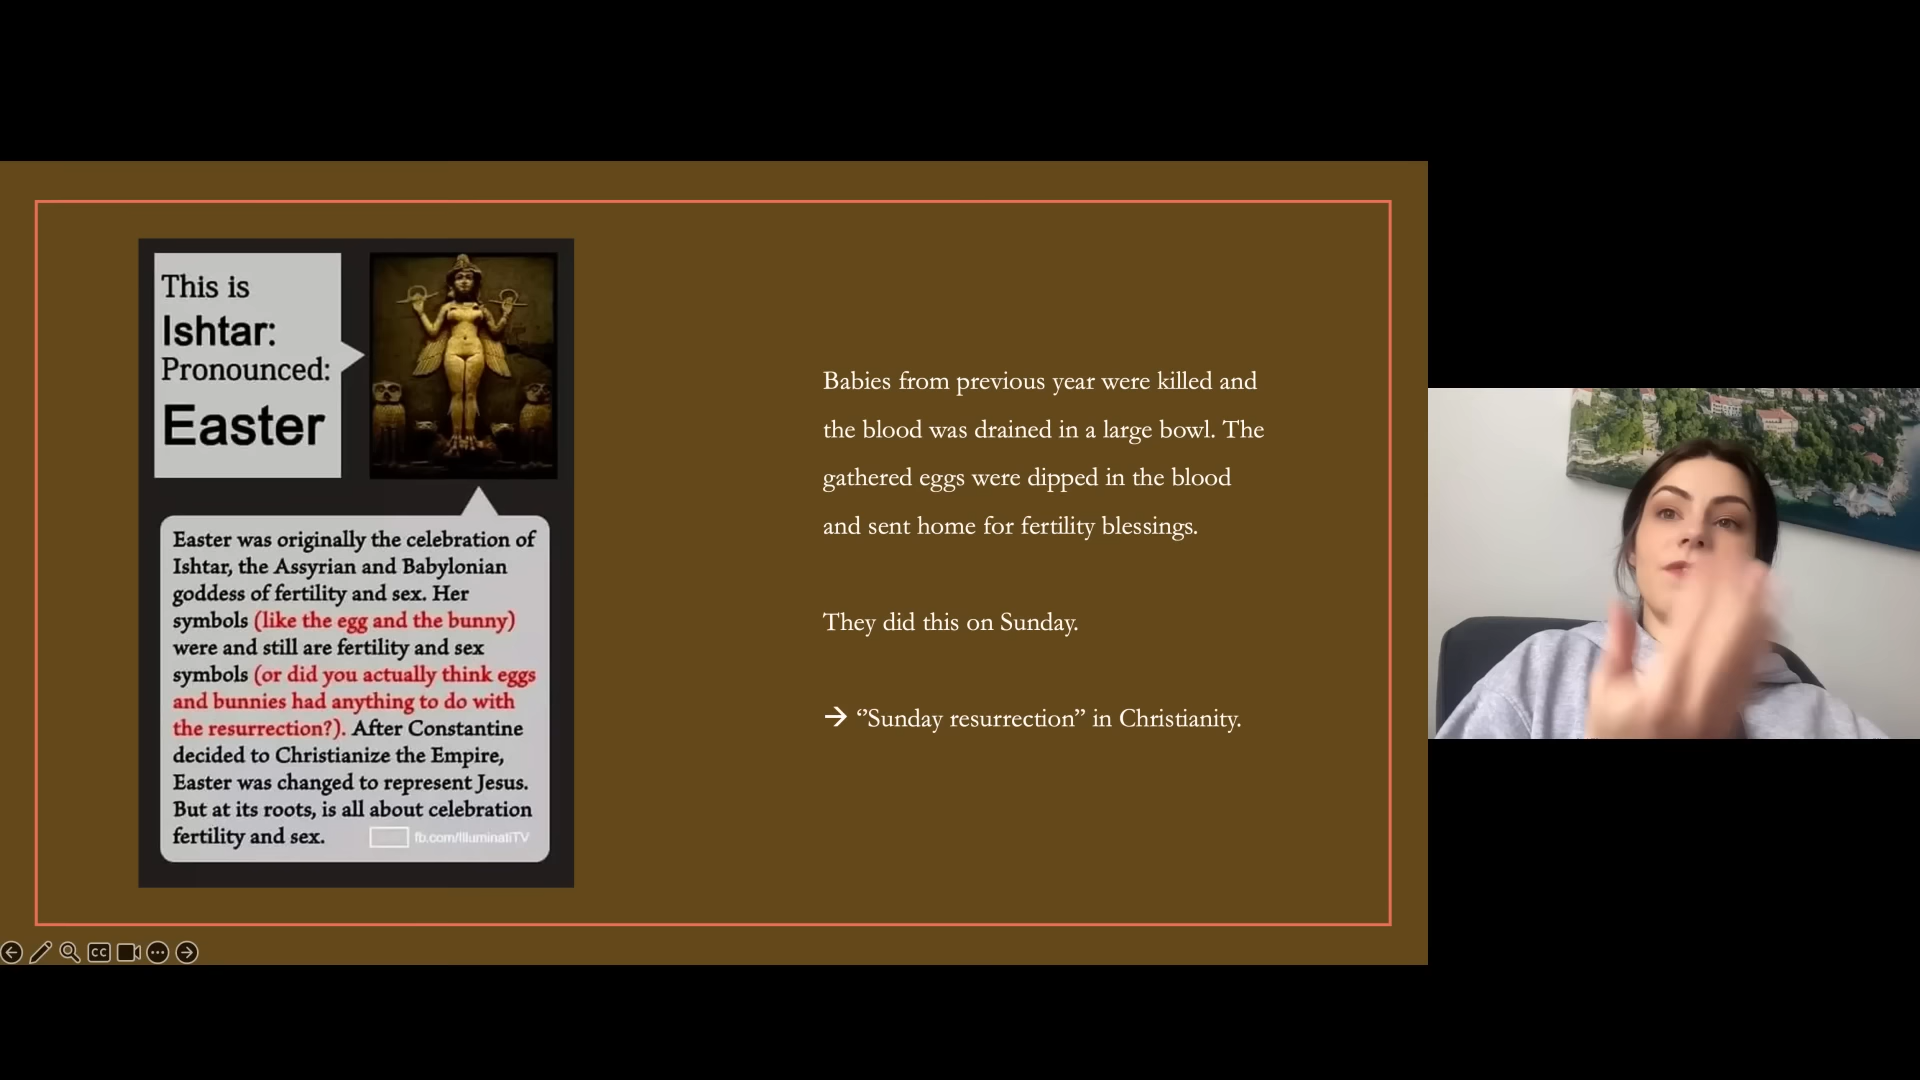 This is
Ishtar:
Pronounced:
Easter
Easter was originally the celebration of
Ishtar, the Assyrian and Babylonian
goddess of fertility and sex. Her
symbols (like the egg and the bunny)
were and still are fertility and sex
symbols (or did you actually think eggs
and bunnies had anything to do with
the resurrection?). After Constantine
decided to Christianize the Empire,
Easter was changed to represent Jesus.
But at its roots, is all about celebration
fertility and sex.
fb.com/IlluminatiTV
Babies from previous year were killed and
the blood was drained in a large bowl. The
gathered eggs were dipped in the blood
and sent home for fertility blessings.
They did this on Sunday.
→ ‘’Sunday resurrection’’ in Christianity.
CC